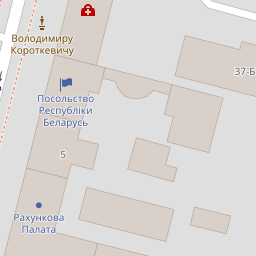 Володимиру
Короткевичу
37-Б
Посольство
Республіки
Беларусь
5
Рахункова
Палата